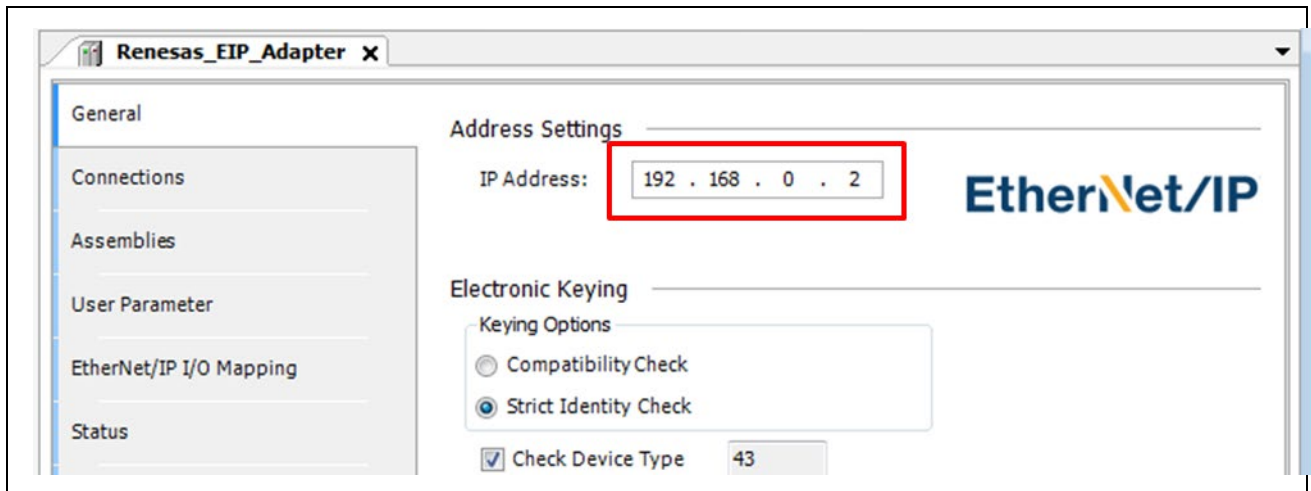 Renesas_EIP_Adapter
General
Connections
Assemblies
User Parameter
EtherNet/IP I/O Mapping
Status
Address Settings
IP Address: 192 . 168 . 0 . 2
EtherNet/IP
Electronic Keying
Keying Options
Compatibility Check
Strict Identity Check
Check Device Type 43